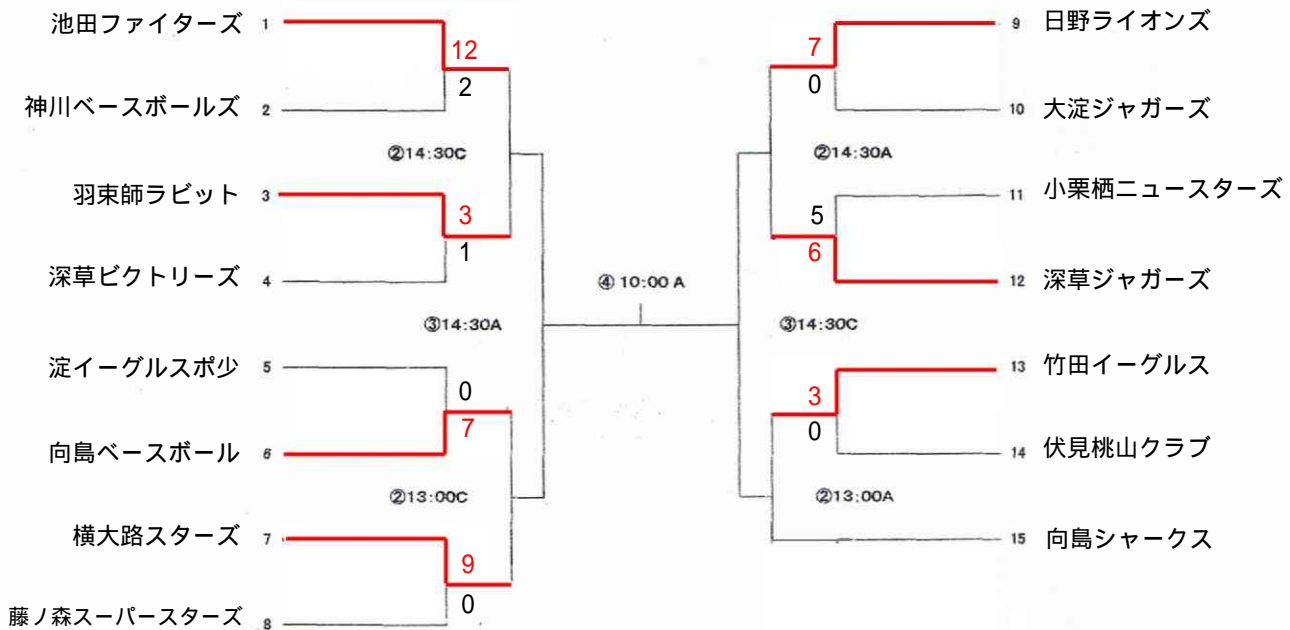 池田ファイターズ 1
12
2
神川ベースボールズ 2
②14:30C
羽束師ラビット 3
3
1
深草ビクトリーズ 4
③14:30A
淀イーグルスポ少 5
0
7
向島ベースボール 6
②13:00C
横大路スターズ 7
9
0
藤ノ森スーパースターズ 8
④ 10:00 A
9 日野ライオンズ
7
0
10 大淀ジャガーズ
②14:30A
11 小栗栖ニュースターズ
5
6
12 深草ジャガーズ
③14:30C
13 竹田イーグルス
3
0
14 伏見桃山クラブ
②13:00A
15 向島シャークス